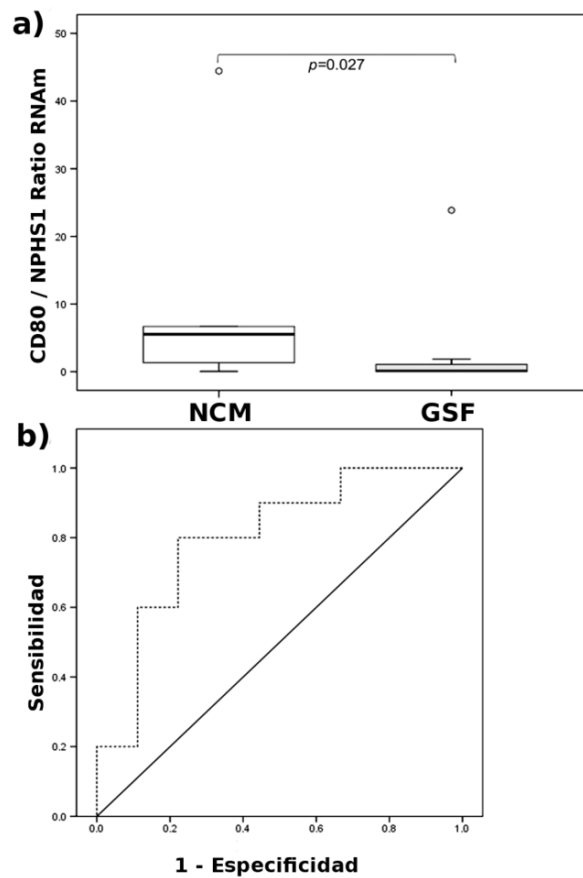 a)
50
40
30
20
10
0
CD80 / NPHS1 Ratio RNAm
p=0.027
NCM
GSF
b)
1.0
0.8
0.6
0.4
0.2
0.0
Sensibilidad
0.0 0.2 0.4 0.6 0.8 1.0
1 - Especificidad